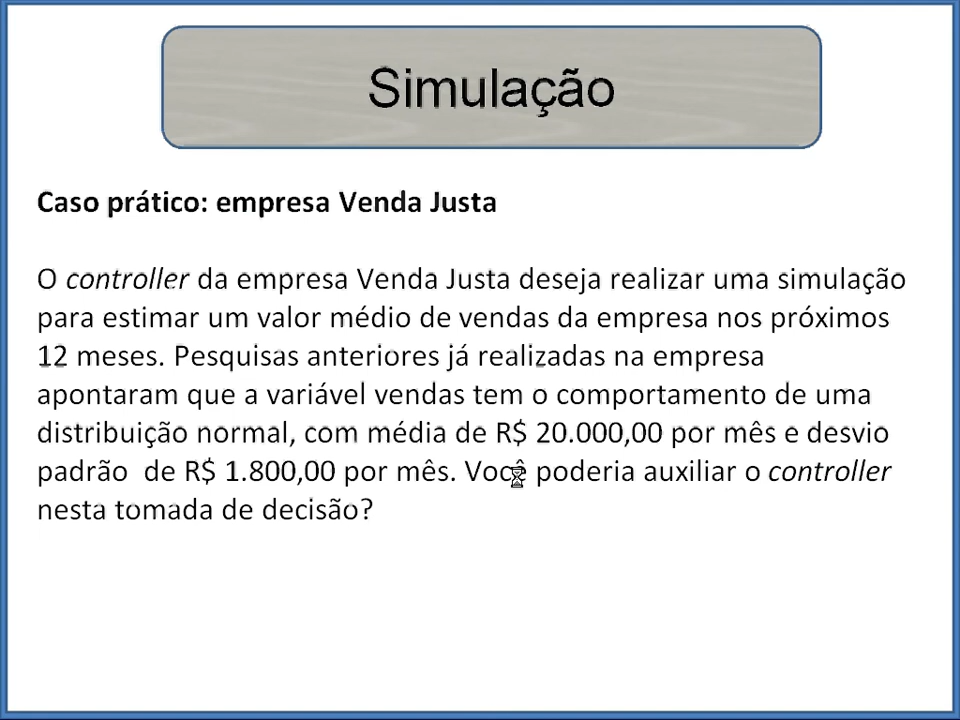 Simulação
Caso prático: empresa Venda Justa
O controller da empresa Venda Justa deseja realizar uma simulação
para estimar um valor médio de vendas da empresa nos próximos
12 meses. Pesquisas anteriores já realizadas na empresa
apontaram que a variável vendas tem o comportamento de uma
distribuição normal, com média de R$ 20.000,00 por mês e desvio
padrão de R$ 1.800,00 por mês. Você poderia auxiliar o controller
nesta tomada de decisão?